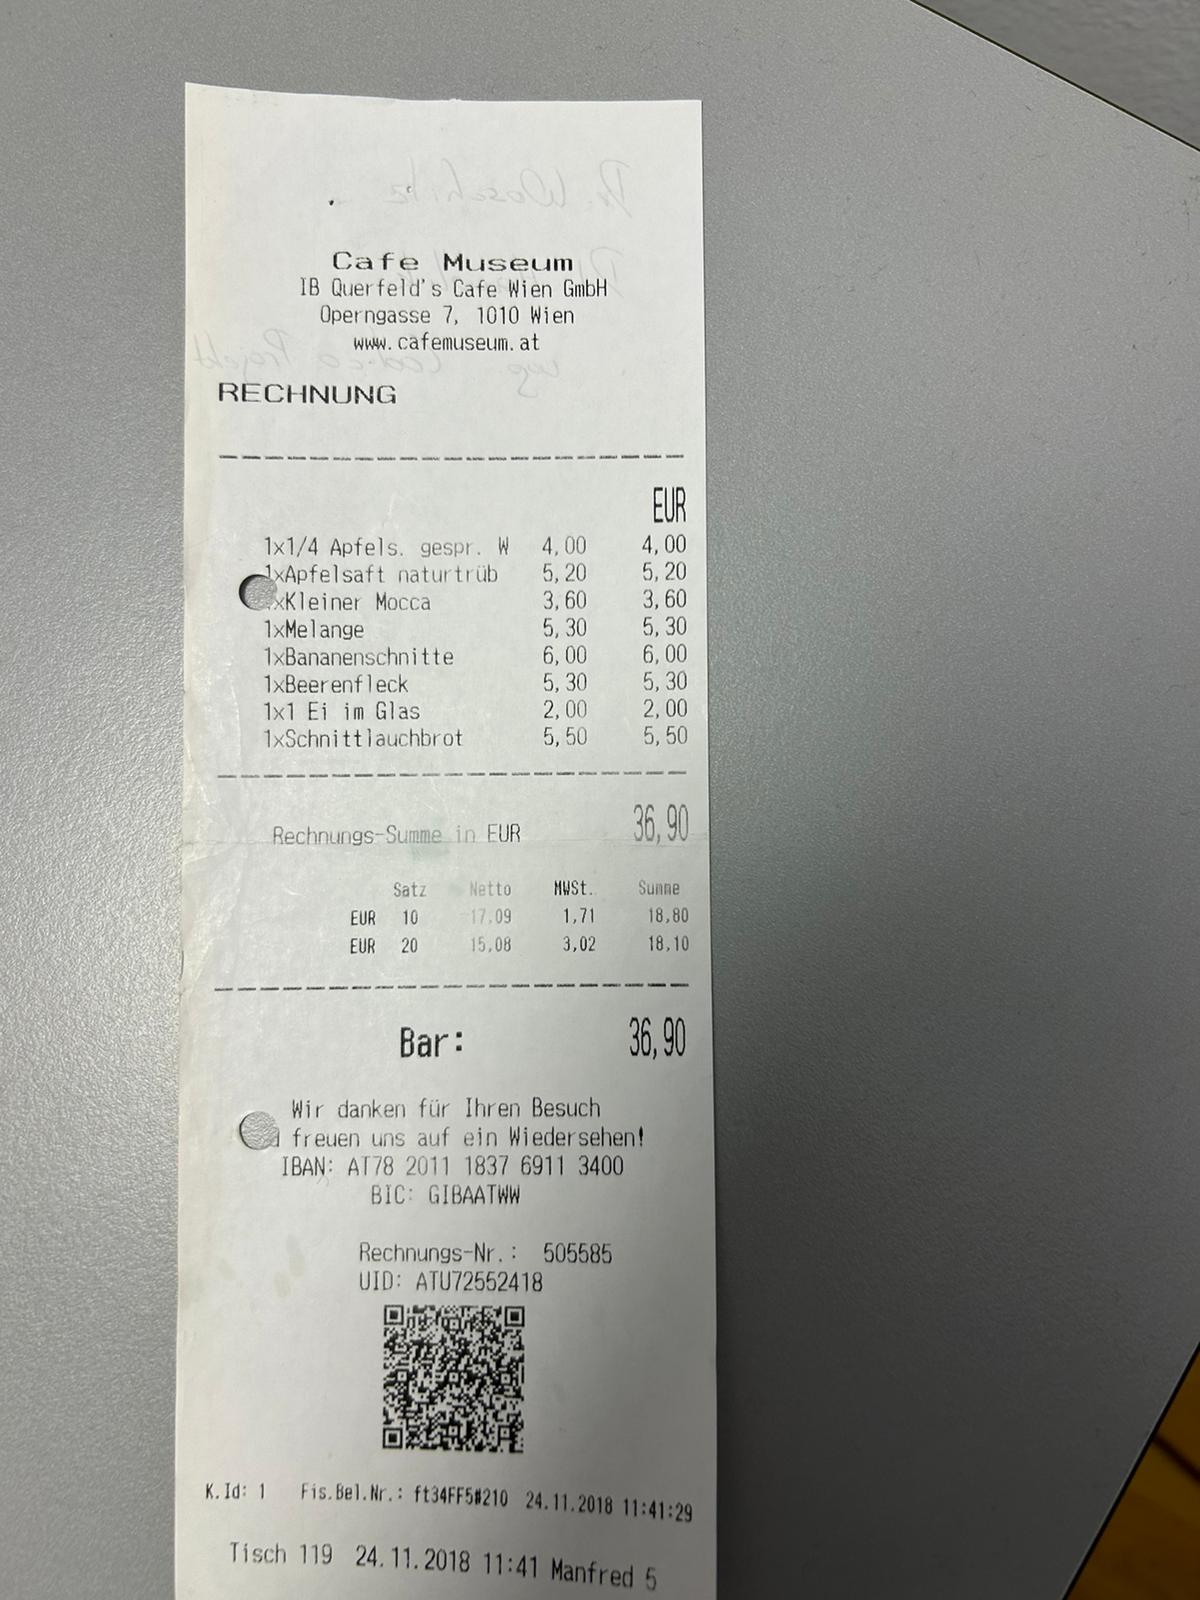 Cafe Museum
IB Querfeld's Cafe Wien GmbH
Operngasse 7, 1010 Wien
www.cafemuseum.at
RECHNUNG
EUR
1x1/4 Apfels. gespr. W 4,00 4,00
1xApfelsaft naturtrüb 5,20 5,20
xKleiner Mocca 3,60 3,60
1xMelange 5,30 5,30
1xBananenschnitte 6,00 6,00
1xBeerenfleck 5,30 5,30
1x1 Ei im Glas 2,00 2,00
1xSchnittlauchbrot 5,50 5,50
Rechnungs-Summe in EUR 36,90
Satz Netto MWSt. Summe
EUR 10 17,09 1,71 18,80
EUR 20 15,08 3,02 18,10
Bar: 36,90
Wir danken für Ihren Besuch
freuen uns auf ein Wiedersehen!
IBAN: AT78 2011 1837 6911 3400
BIC: GIBAATWW
Rechnungs-Nr.: 505585
UID: ATU72552418
K.Id: 1 Fis.Bel.Nr.: ft34FF5#210 24.11.2018 11:41:29
Tisch 119 24.11.2018 11:41 Manfred 5